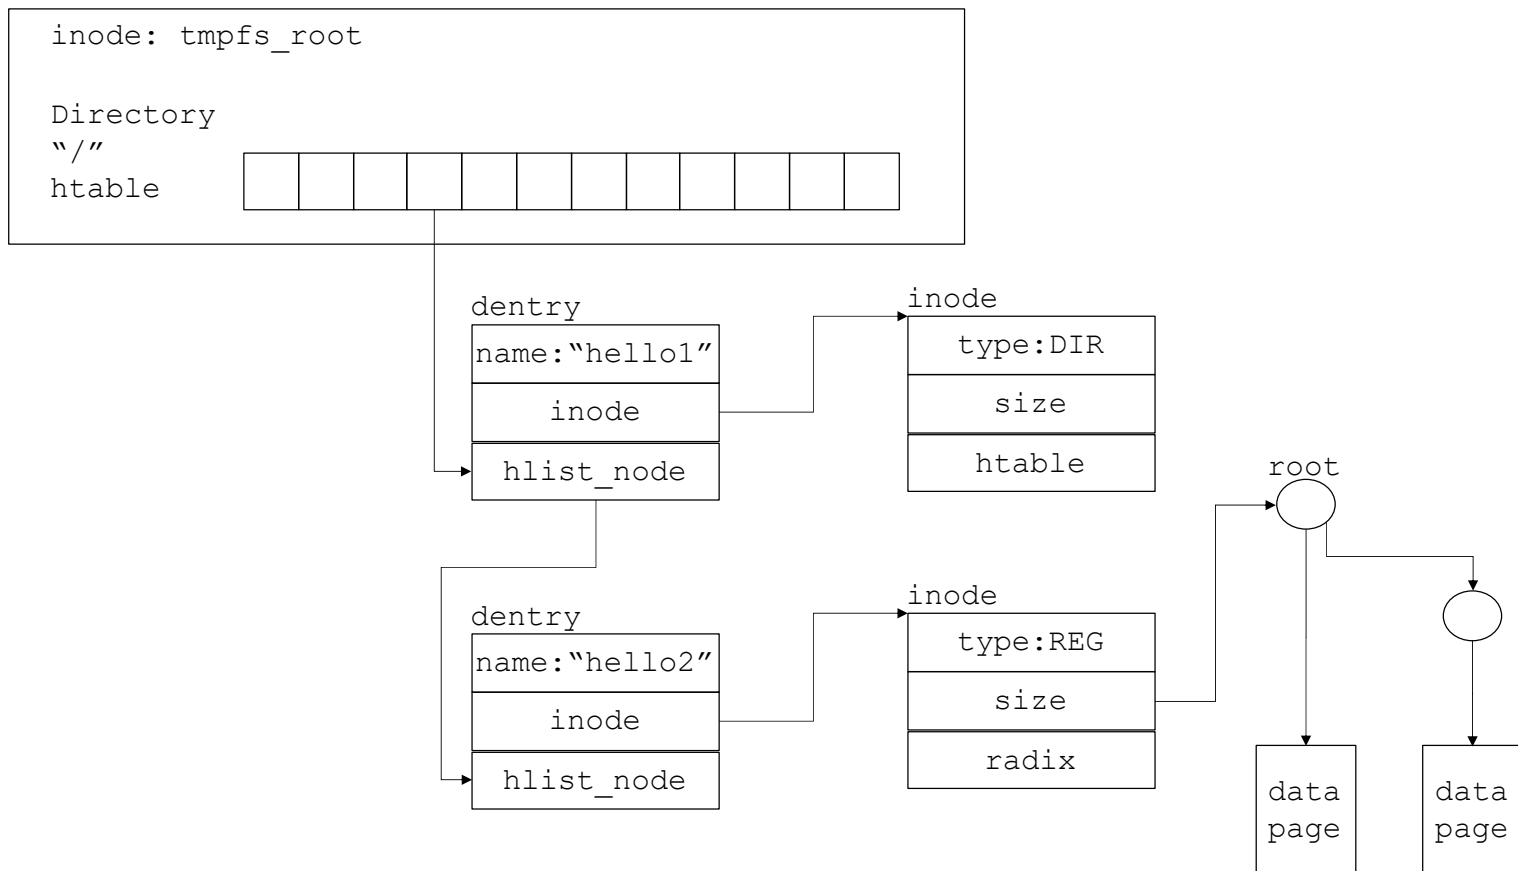 inode: tmpfs_root
Directory
“/”
htable
dentry
name:“hello1”
inode
hlist_node
inode
type:DIR
size
htable
root
dentry
name:“hello2”
inode
hlist_node
inode
type:REG
size
radix
data
page
data
page